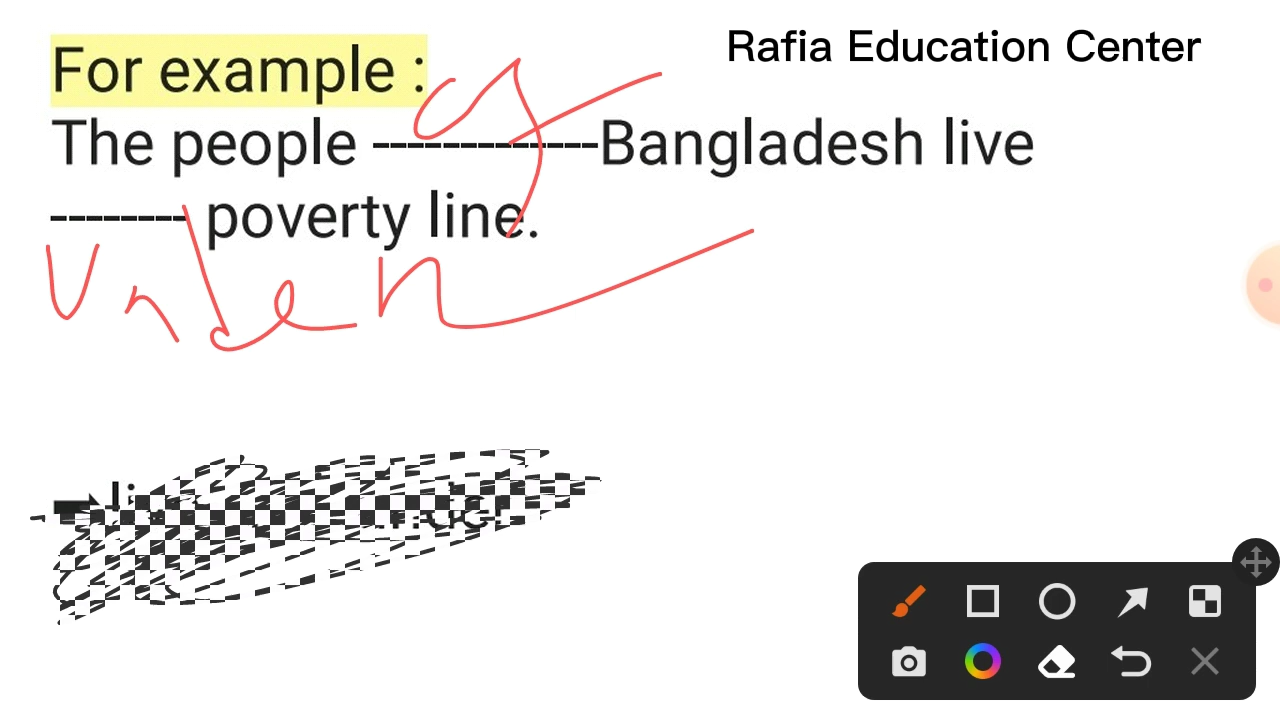 Rafia Education Center
For example :
The people -------------Bangladesh live
of
-------- poverty line.
Under